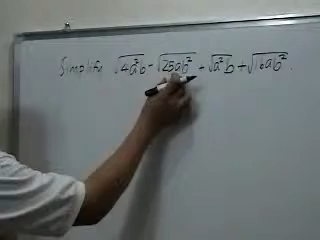 Simplify √4a²b - √25ab² + √a²b + √16ab².